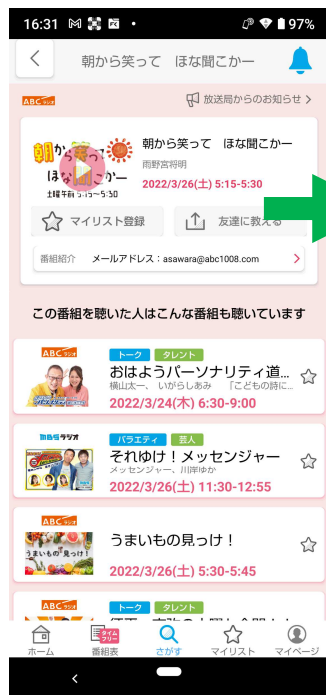 16:31
97%
朝から笑って　ほな聞こかー
ABCラジオ
放送局からのお知らせ
朝から笑って
ほな聞こかー
土曜午前5:15〜5:30
朝から笑って　ほな聞こかー
雨野宮将明
2022/3/26(土) 5:15-5:30
マイリスト登録
友達に教える
番組紹介　メールアドレス：asawara@abc1008.com
この番組を聴いた人はこんな番組も聴いています
ABCラジオ
トーク　タレント
おはようパーソナリティ道…
横山太一、 いがらしあみ　「こどもの詩に…
2022/3/24(木) 6:30-9:00
MBSラジオ
バラエティ　芸人
それゆけ！メッセンジャー
メッセンジャー、川岸ゆか
2022/3/26(土) 11:30-12:55
ABCラジオ
うまいもの見っけ！
うまいもの見っけ！
2022/3/26(土) 5:30-5:45
ABCラジオ
トーク　タレント
ホーム
タイムフリー
番組表
さがす
マイリスト
マイページ